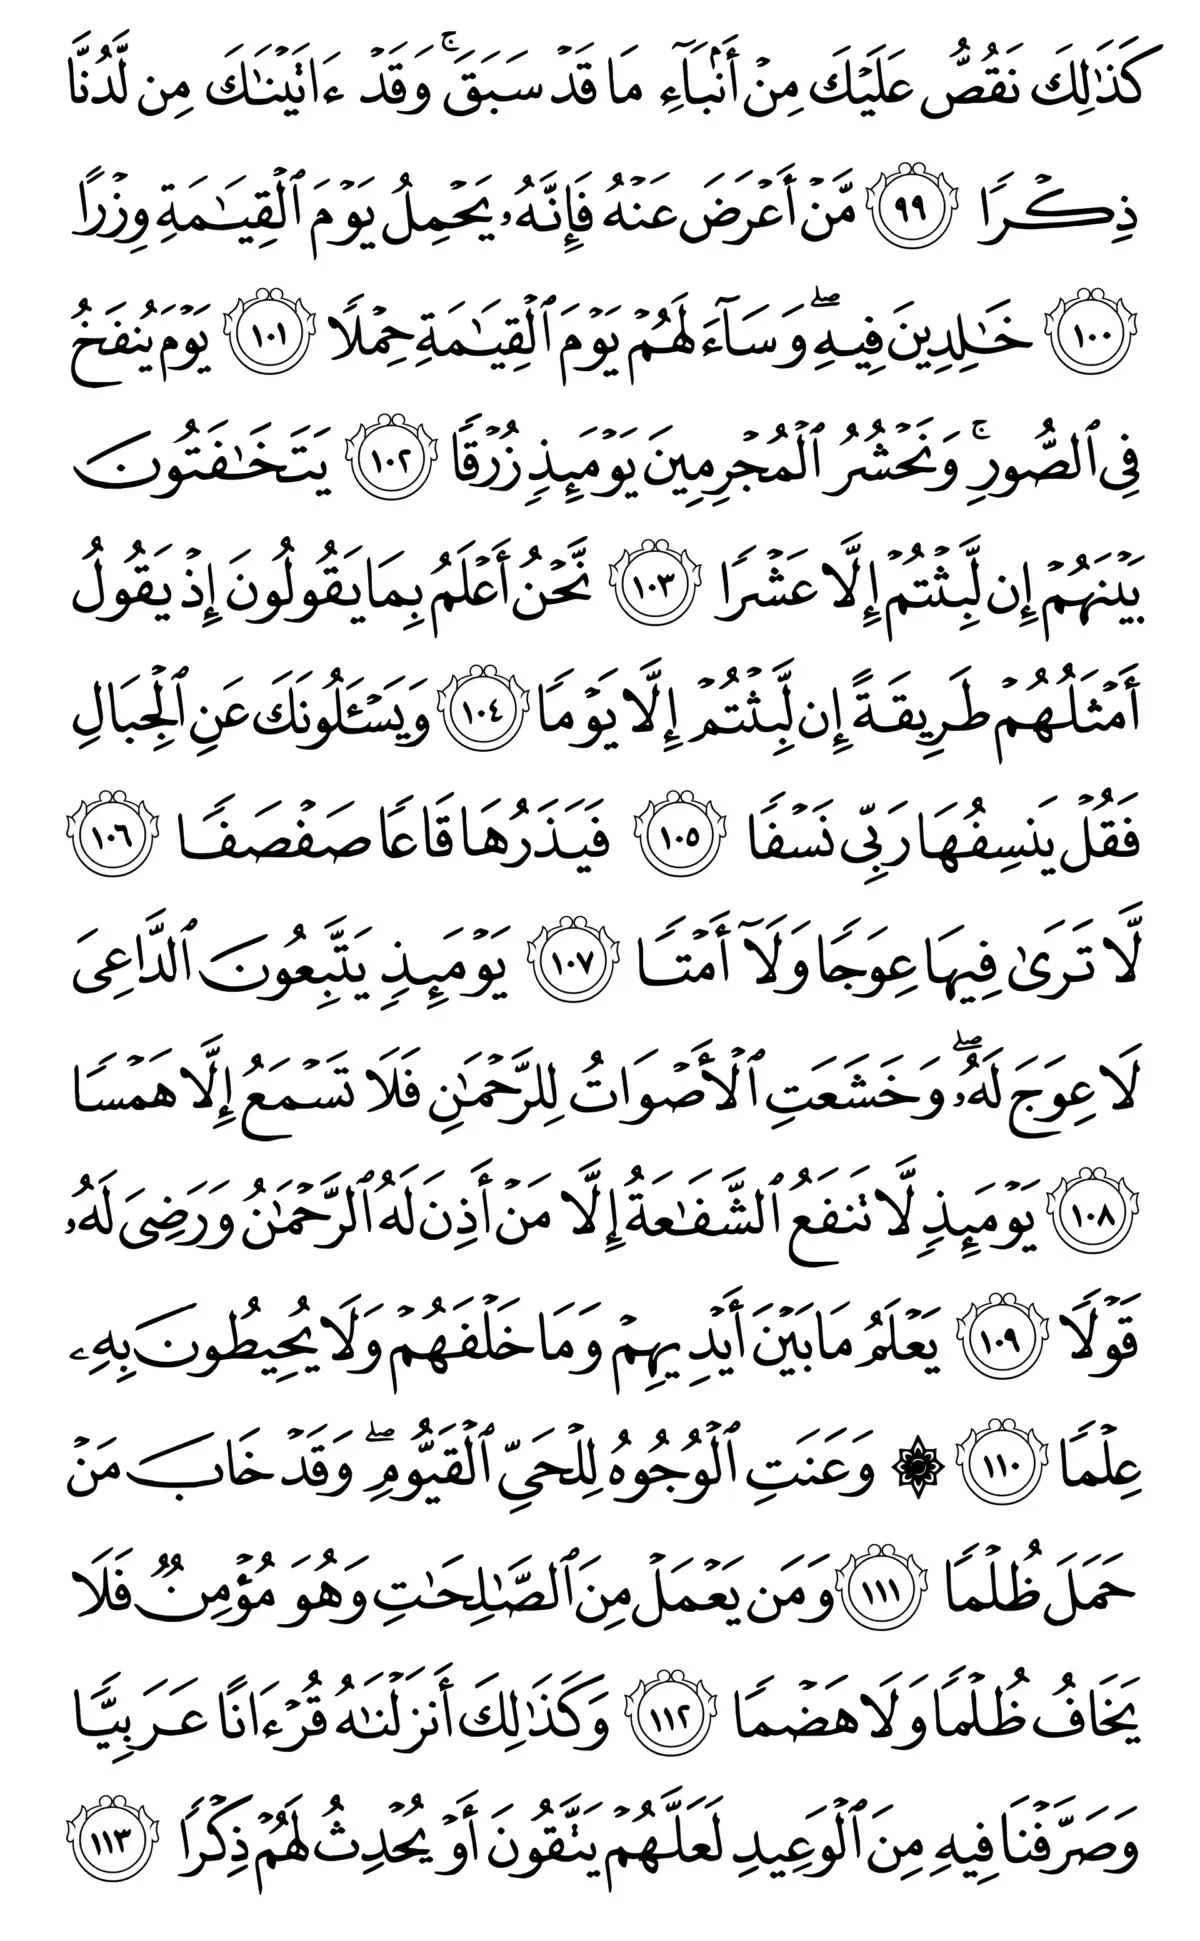 كَذَٰلِكَ نَقُصُّ عَلَيْكَ مِنْ أَنۢبَآءِ مَا قَدْ سَبَقَ ۚ وَقَدْ ءَاتَيْنَـٰكَ مِن لَّدُنَّا
ذِكْرًا ٩٩ مَّنْ أَعْرَضَ عَنْهُ فَإِنَّهُۥ يَحْمِلُ يَوْمَ ٱلْقِيَـٰمَةِ وِزْرًا
١٠٠ خَـٰلِدِينَ فِيهِ ۖ وَسَآءَ لَهُمْ يَوْمَ ٱلْقِيَـٰمَةِ حِمْلًا ١٠١ يَوْمَ يُنفَخُ
فِى ٱلصُّورِ ۚ وَنَحْشُرُ ٱلْمُجْرِمِينَ يَوْمَئِذٍ زُرْقًا ١٠٢ يَتَخَـٰفَتُونَ
بَيْنَهُمْ إِن لَّبِثْتُمْ إِلَّا عَشْرًا ١٠٣ نَّحْنُ أَعْلَمُ بِمَا يَقُولُونَ إِذْ يَقُولُ
أَمْثَلُهُمْ طَرِيقَةً إِن لَّبِثْتُمْ إِلَّا يَوْمًا ١٠٤ وَيَسْـَٔلُونَكَ عَنِ ٱلْجِبَالِ
فَقُلْ يَنسِفُهَا رَبِّى نَسْفًا ١٠٥ فَيَذَرُهَا قَاعًا صَفْصَفًا ١٠٦
لَّا تَرَىٰ فِيهَا عِوَجًا وَلَآ أَمْتًا ١٠٧ يَوْمَئِذٍ يَتَّبِعُونَ ٱلدَّاعِىَ
لَا عِوَجَ لَهُۥ ۖ وَخَشَعَتِ ٱلْأَصْوَاتُ لِلرَّحْمَـٰنِ فَلَا تَسْمَعُ إِلَّا هَمْسًا
١٠٨ يَوْمَئِذٍ لَّا تَنفَعُ ٱلشَّفَـٰعَةُ إِلَّا مَنْ أَذِنَ لَهُ ٱلرَّحْمَـٰنُ وَرَضِىَ لَهُۥ
قَوْلًا ١٠٩ يَعْلَمُ مَا بَيْنَ أَيْدِيهِمْ وَمَا خَلْفَهُمْ وَلَا يُحِيطُونَ بِهِۦ
عِلْمًا ١١٠ ۞ وَعَنَتِ ٱلْوُجُوهُ لِلْحَىِّ ٱلْقَيُّومِ ۖ وَقَدْ خَابَ مَنْ
حَمَلَ ظُلْمًا ١١١ وَمَن يَعْمَلْ مِنَ ٱلصَّـٰلِحَـٰتِ وَهُوَ مُؤْمِنٌ فَلَا
يَخَافُ ظُلْمًا وَلَا هَضْمًا ١١٢ وَكَذَٰلِكَ أَنزَلْنَـٰهُ قُرْءَانًا عَرَبِيًّا
وَصَرَّفْنَا فِيهِ مِنَ ٱلْوَعِيدِ لَعَلَّهُمْ يَتَّقُونَ أَوْ يُحْدِثُ لَهُمْ ذِكْرًا ١١٣